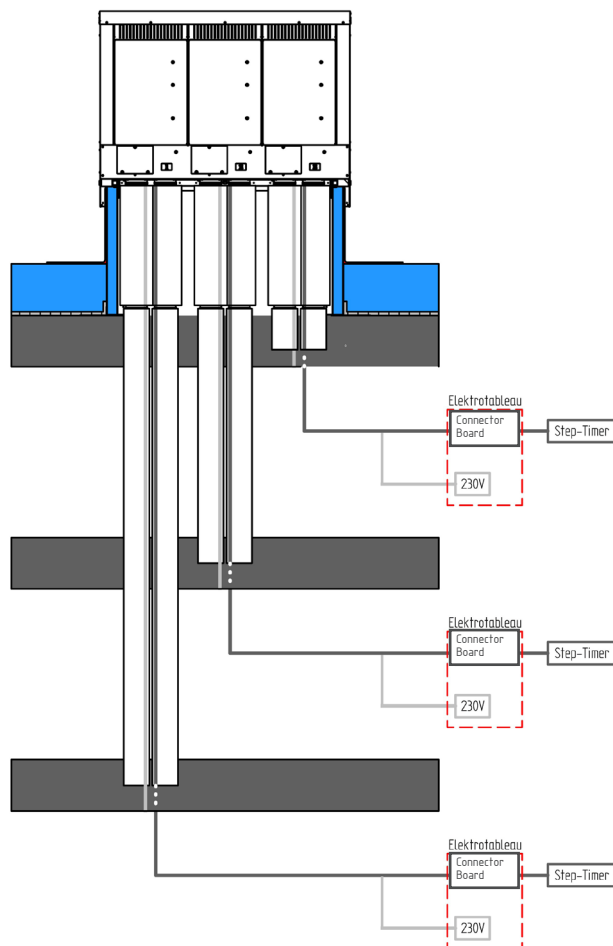 Elektrotableau
Connector
Board
Step-Timer
230V
Elektrotableau
Connector
Board
Step-Timer
230V
Elektrotableau
Connector
Board
Step-Timer
230V